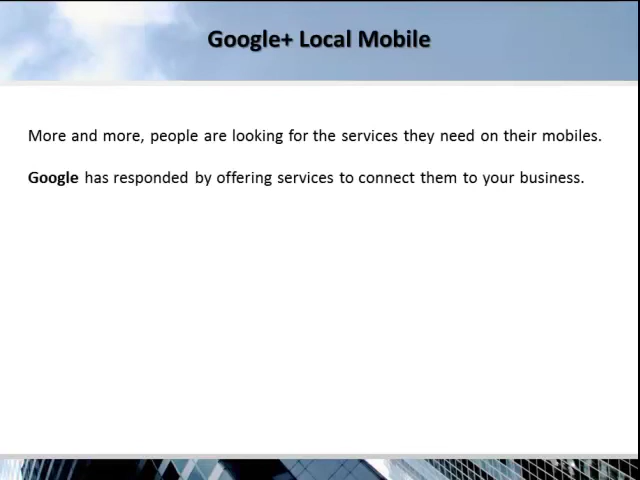 Google+ Local Mobile
More and more, people are looking for the services they need on their mobiles.
Google has responded by offering services to connect them to your business.